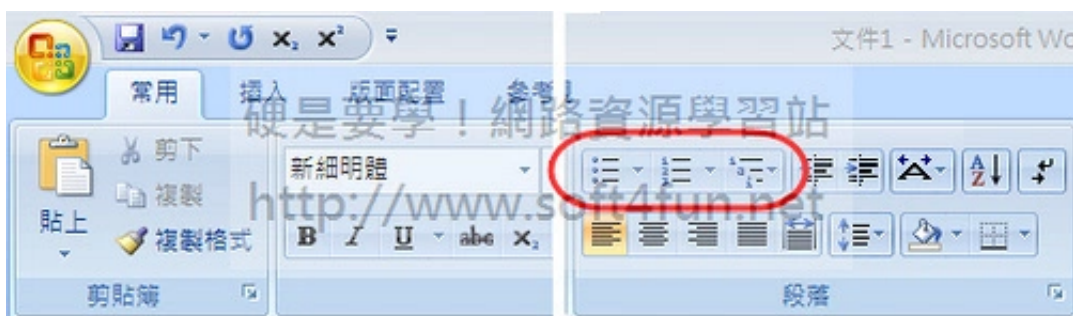 文件1 - Microsoft Wo
常用 插入 版面配置 參考
硬是要學!網路資源學習站
剪下
新細明體
複製
http://www.soft4fun.net
貼上
複製格式
B I U abc x₂
剪貼簿 段落